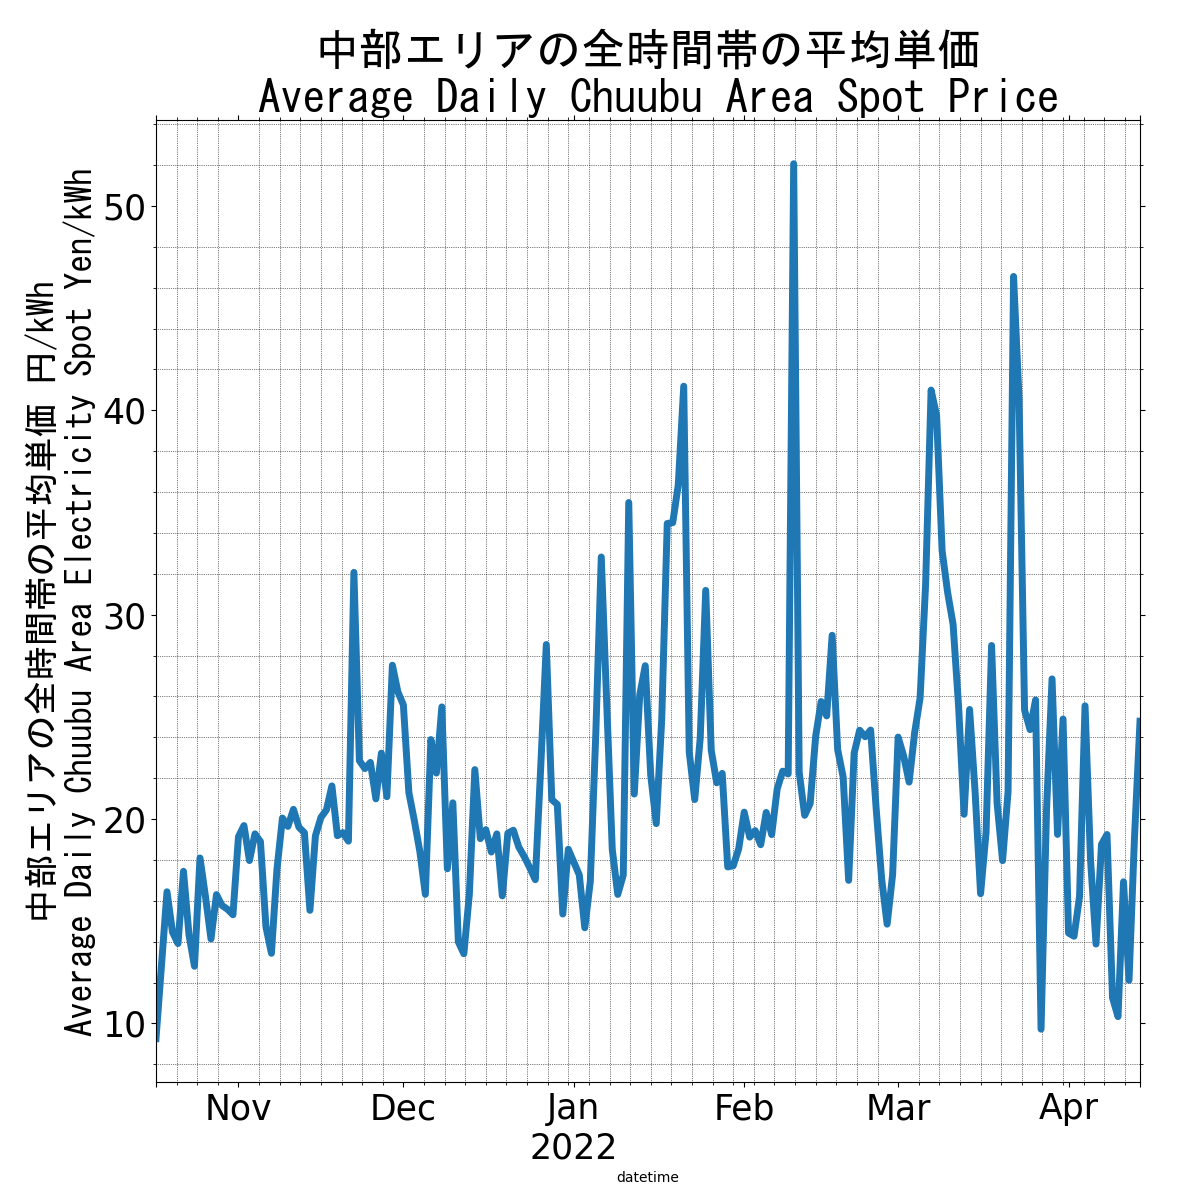 中部エリアの全時間帯の平均単価
Average Daily Chuubu Area Spot Price
中部エリアの全時間帯の平均単価 円/kWh
Average Daily Chuubu Area Electricity Spot Yen/kWh
50
40
30
20
10
Nov Dec Jan Feb Mar Apr
2022
datetime